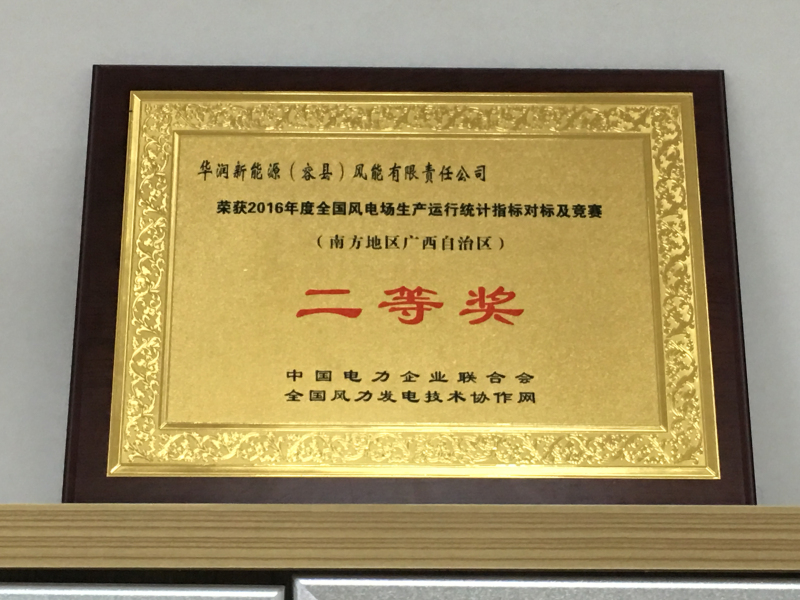 华润新能源（容县）风能有限责任公司
荣获2016年度全国风电场生产运行统计指标对标及竞赛
（南方地区广西自治区）
二等奖
中国电力企业联合会
全国风力发电技术协作网